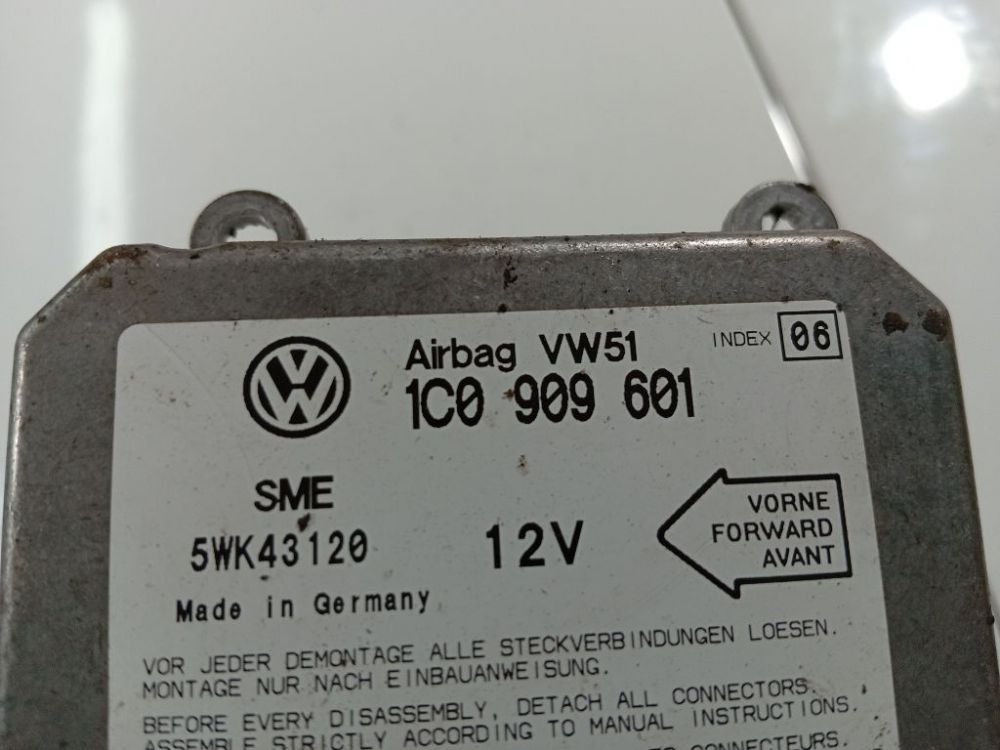 Airbag VW51
INDEX 06
1C0 909 601
SME
5WK43120
12V
VORNE
FORWARD
AVANT
Made in Germany
VOR JEDER DEMONTAGE ALLE STECKVERBINDUNGEN LOESEN.
MONTAGE NUR NACH EINBAUANWEISUNG.
BEFORE EVERY DISASSEMBLY, DETACH ALL CONNECTORS.
ASSEMBLE STRICTLY ACCORDING TO MANUAL INSTRUCTIONS.
CONNECTEURS.